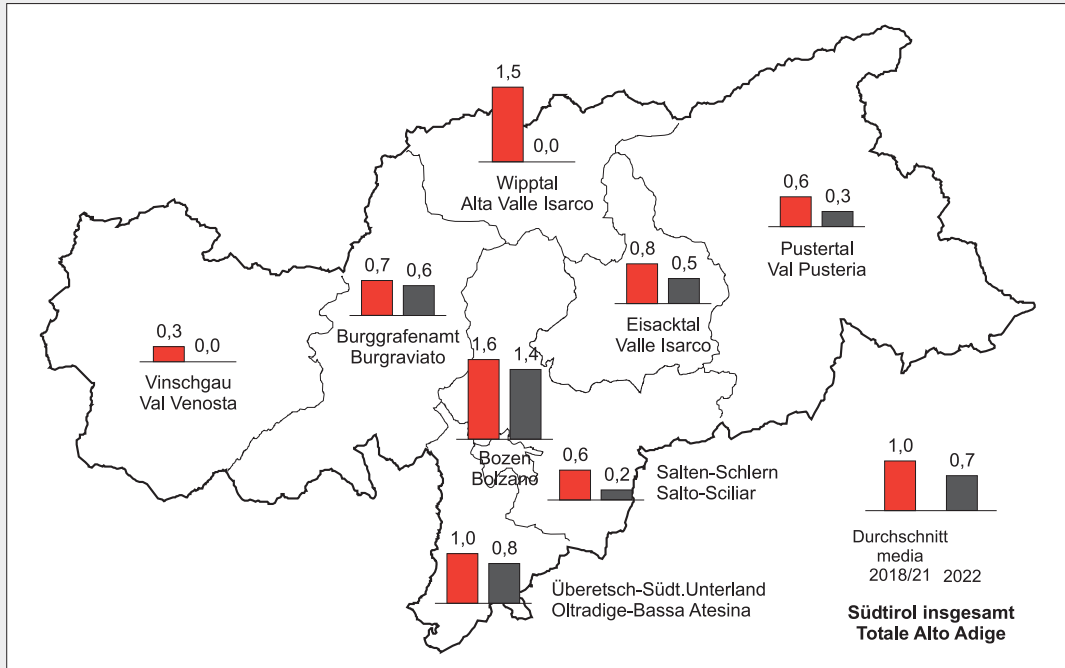 1,5
0,0
Wipptal
Alta Valle Isarco
0,6
0,3
Pustertal
Val Pusteria
0,7
0,6
Burggrafenamt
Burgraviato
0,8
0,5
Eisacktal
Valle Isarco
0,3
0,0
Vinschgau
Val Venosta
1,6
1,4
Bozen
Bolzano
0,6
0,2
Salten-Schlern
Salto-Sciliar
1,0
0,8
Überetsch-Südt.Unterland
Oltradige-Bassa Atesina
1,0
0,7
Durchschnitt
media
2018/21
2022
Südtirol insgesamt
Totale Alto Adige